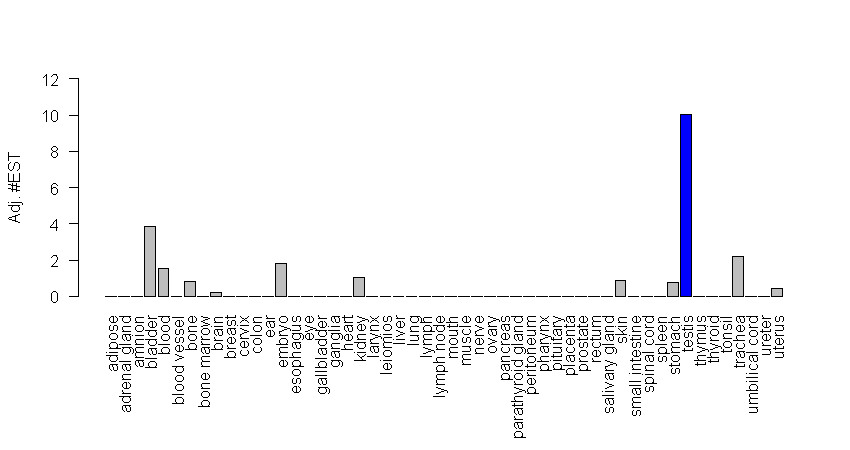 12
10
8
6
4
2
0
Adj. #EST
adipose
adrenal gland
amnion
bladder
blood
blood vessel
bone
bone marrow
brain
breast
cervix
colon
ear
embryo
esophagus
eye
gallbladder
ganglia
heart
kidney
larynx
leiomios
liver
lung
lymph
lymph node
mouth
muscle
nerve
ovary
pancreas
parathyroid gland
peritoneum
pharynx
pituitary
placenta
prostate
rectum
salivary gland
skin
small intestine
spinal cord
spleen
stomach
testis
thymus
thyroid
tonsil
trachea
umbilical cord
ureter
uterus